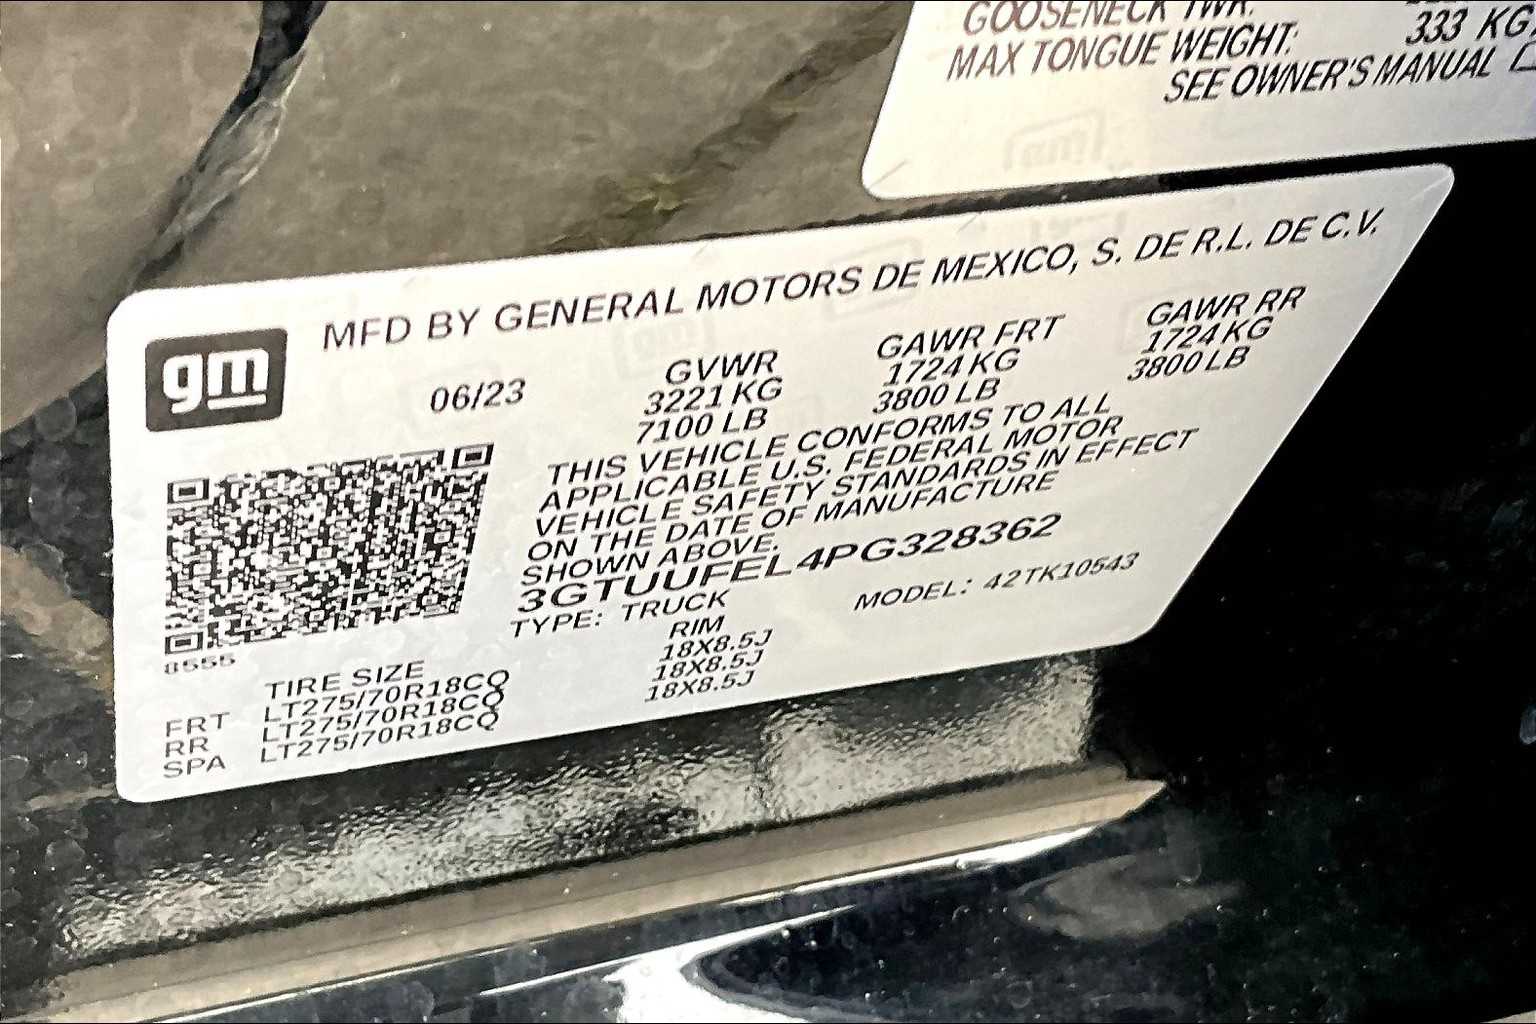 GOOSENECK TWR:
MAX TONGUE WEIGHT: 333 KG
SEE OWNER'S MANUAL
MFD BY GENERAL MOTORS DE MEXICO, S. DE R.L. DE C.V.
gm
06/23
GVWR GAWR FRT GAWR RR
3221 KG 1724 KG 1724 KG
7100 LB 3800 LB 3800 LB
THIS VEHICLE CONFORMS TO ALL
APPLICABLE U.S. FEDERAL MOTOR
VEHICLE SAFETY STANDARDS IN EFFECT
ON THE DATE OF MANUFACTURE
SHOWN ABOVE.
3GTUUFEL4PG328362
TYPE: TRUCK MODEL: 42TK10543
8555
TIRE SIZE RIM
FRT LT275/70R18CQ 18X8.5J
RR LT275/70R18CQ 18X8.5J
SPA LT275/70R18CQ 18X8.5J